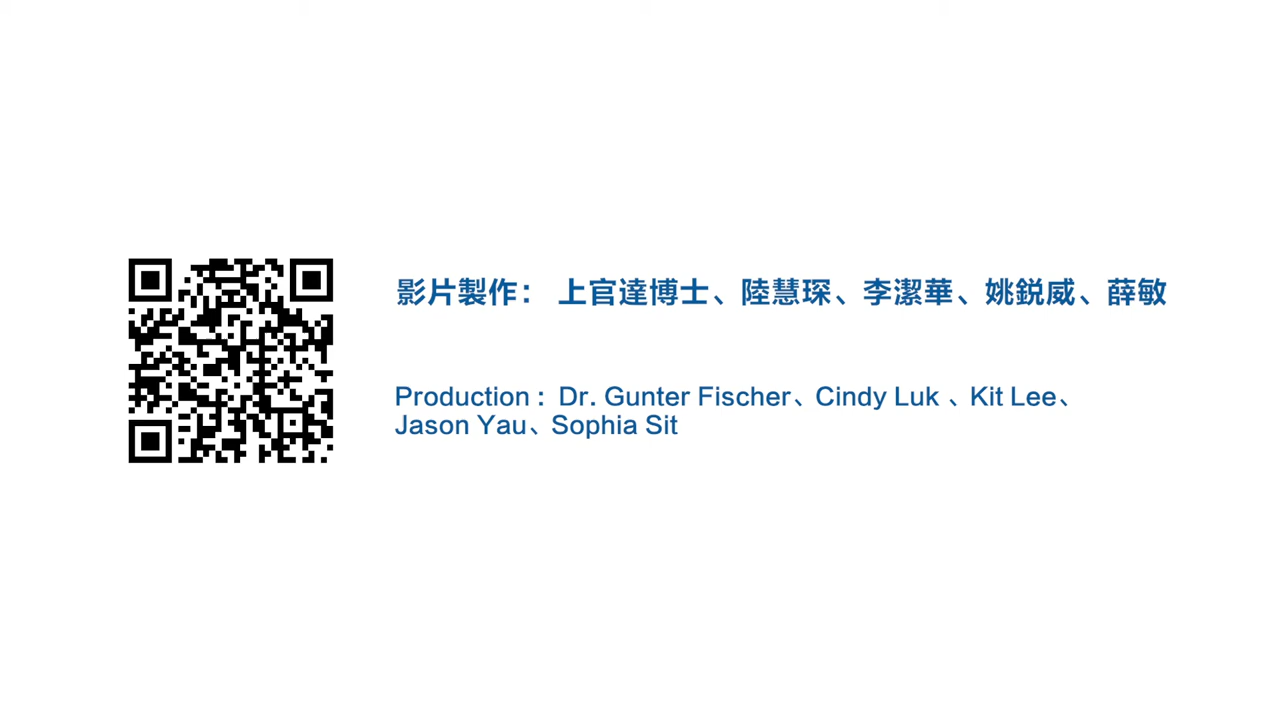 影片製作： 上官達博士、陸慧琛、李潔華、姚鋭威、薛敏
Production : Dr. Gunter Fischer、Cindy Luk 、Kit Lee、
Jason Yau、Sophia Sit